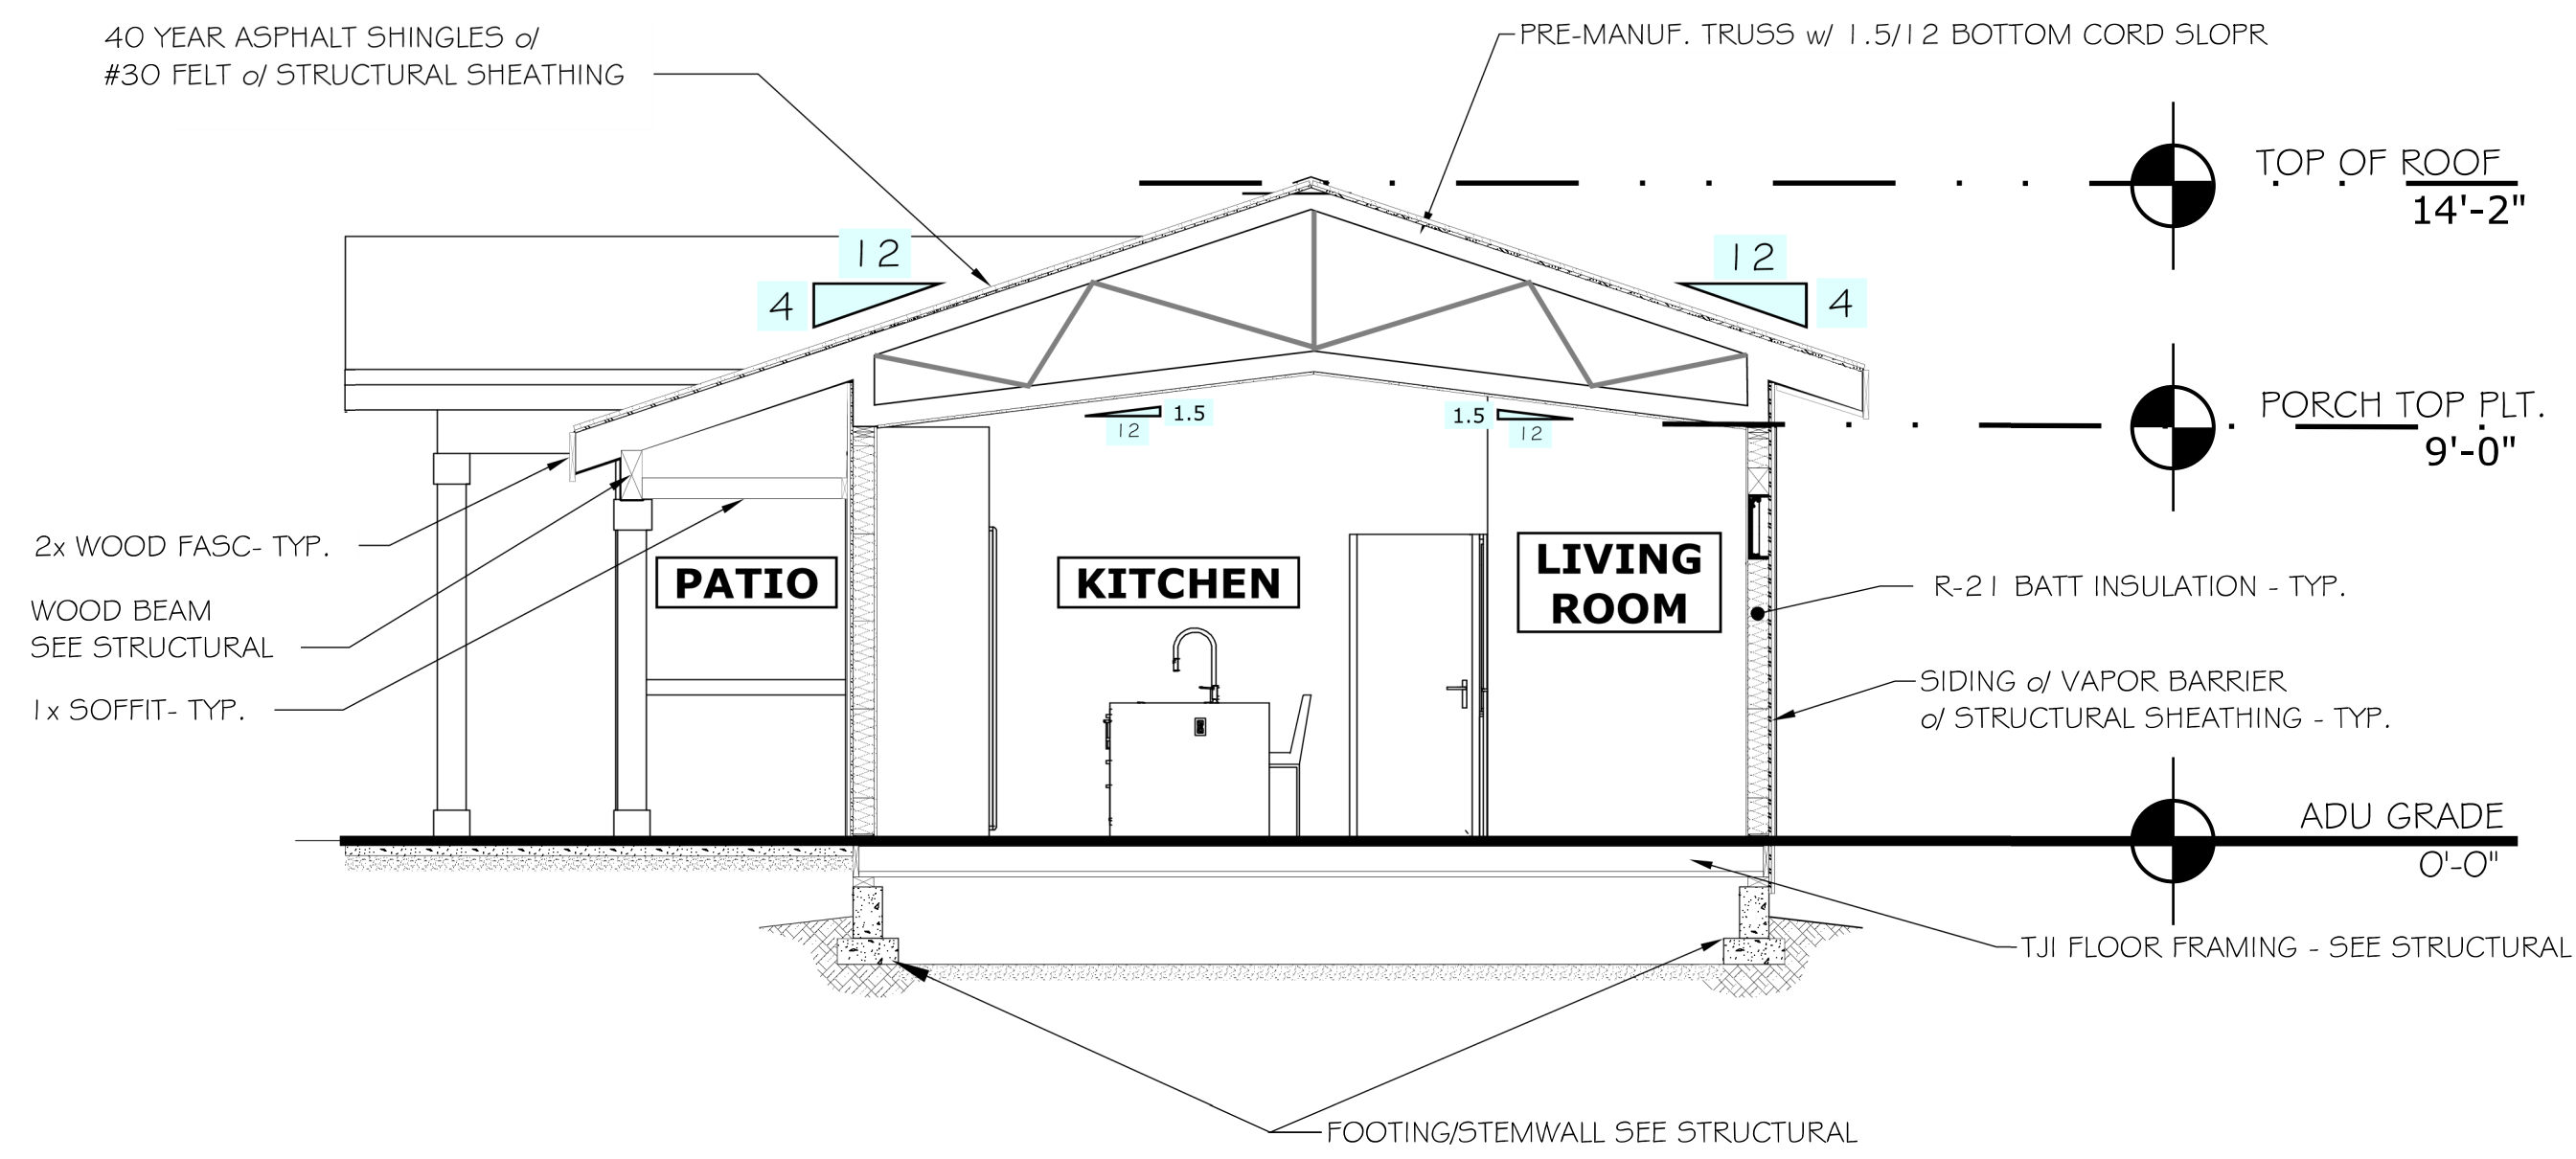 40 YEAR ASPHALT SHINGLES o/
#30 FELT o/ STRUCTURAL SHEATHING
PRE-MANUF. TRUSS w/ 1.5/12 BOTTOM CORD SLOPR
TOP OF ROOF
14'-2"
12
4
12
4
PORCH TOP PLT.
9'-0"
1.5
12
1.5
12
2x WOOD FASC- TYP.
WOOD BEAM
SEE STRUCTURAL
1x SOFFIT- TYP.
PATIO
KITCHEN
LIVING
ROOM
R-21 BATT INSULATION - TYP.
SIDING o/ VAPOR BARRIER
o/ STRUCTURAL SHEATHING - TYP.
ADU GRADE
0'-0"
TJI FLOOR FRAMING - SEE STRUCTURAL
FOOTING/STEMWALL SEE STRUCTURAL